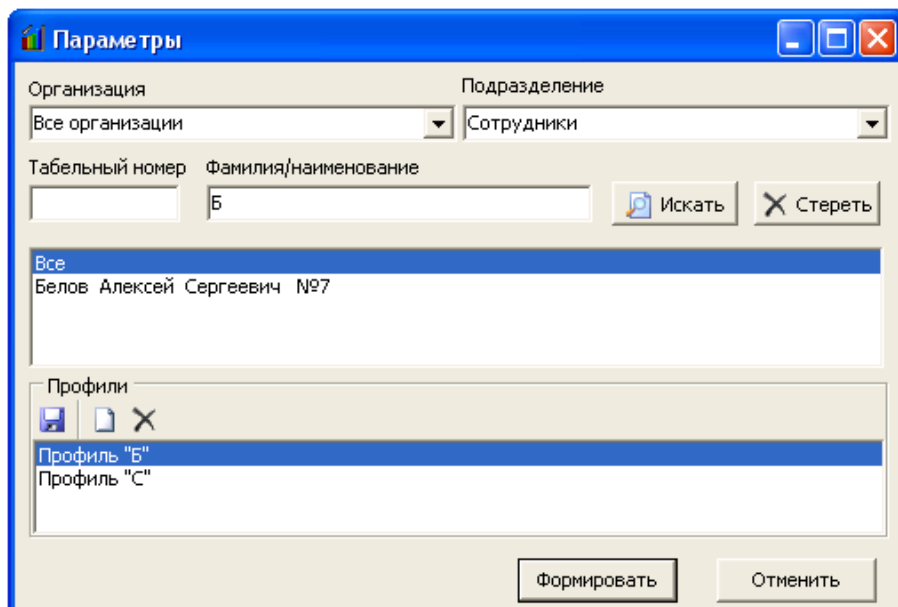 Параметры
Организация Подразделение
Все организации Сотрудники
Табельный номер Фамилия/наименование
Б Искать Стереть
Все
Белов Алексей Сергеевич №7
Профили
Профиль "Б"
Профиль "С"
Формировать Отменить